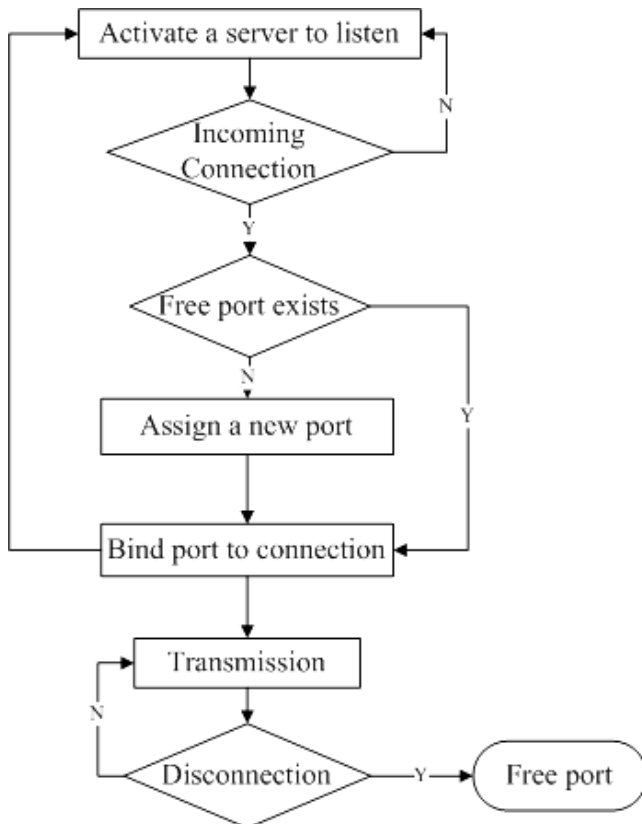 Activate a server to listen
N
Incoming
Connection
Y
Free port exists
N
Y
Assign a new port
Bind port to connection
Transmission
N
Disconnection
Y
Free port